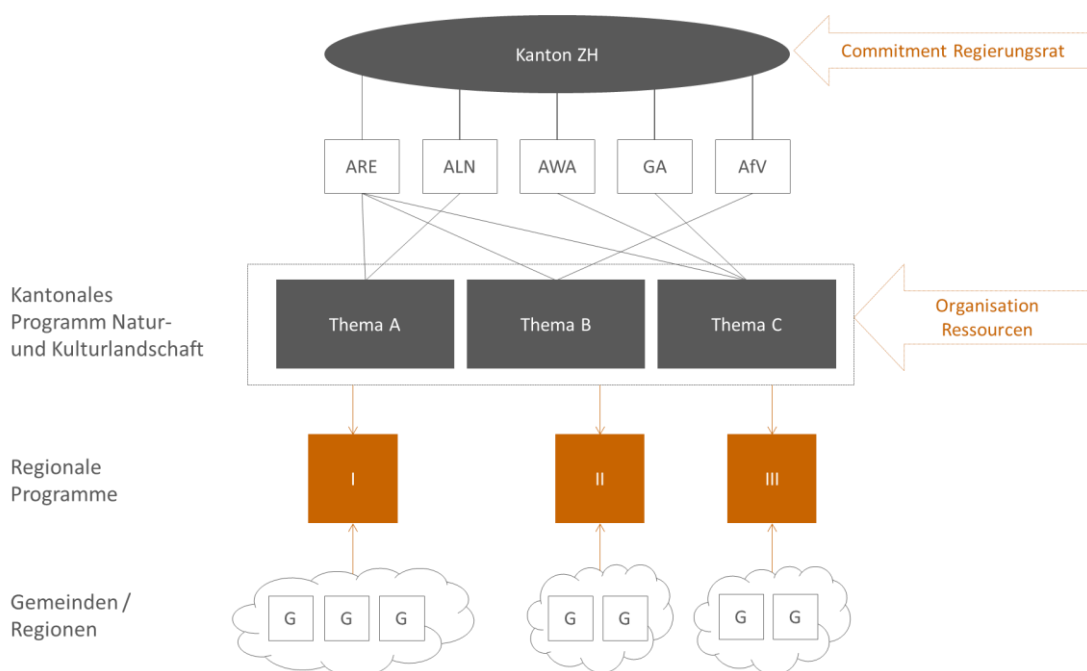 Kanton ZH
Commitment Regierungsrat
ARE
ALN
AWA
GA
AfV
Kantonales
Programm Natur-
und Kulturlandschaft
Thema A
Thema B
Thema C
Organisation
Ressourcen
Regionale
Programme
I
II
III
Gemeinden /
Regionen
G
G
G
G
G
G
G